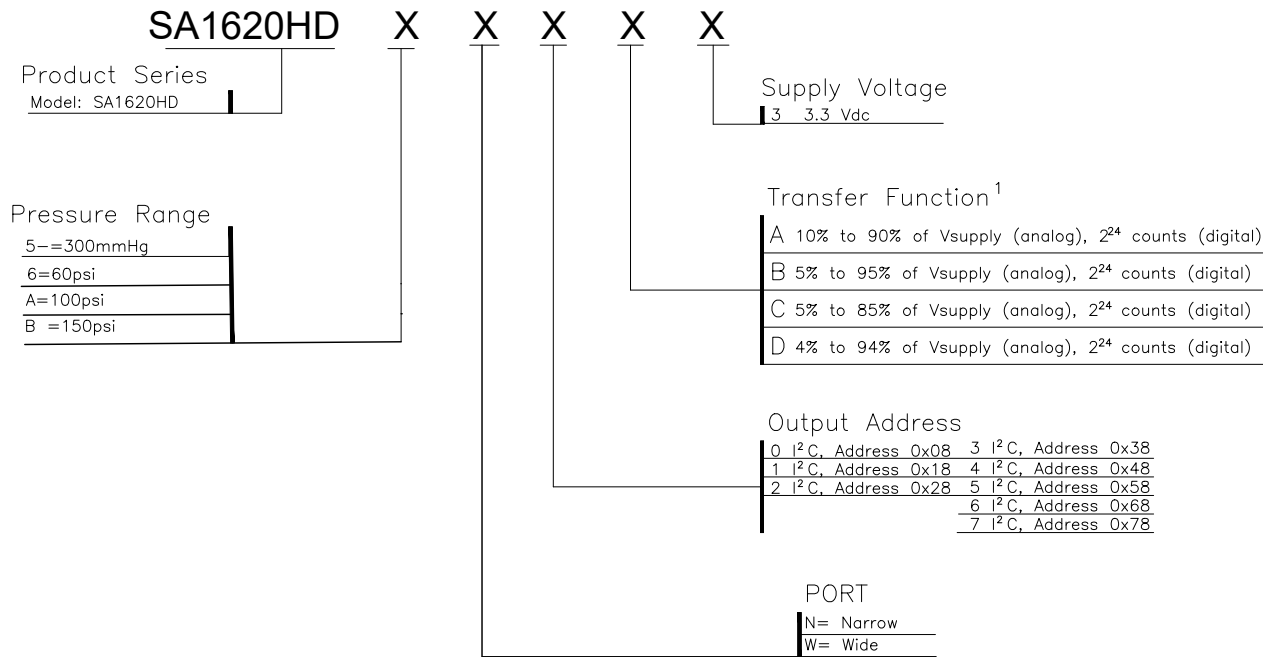 SA1620HD X X X X X
Product Series
Model: SA1620HD
Supply Voltage
3 3.3 Vdc
Pressure Range
5-=300mmHg
6=60psi
A=100psi
B =150psi
Transfer Function¹
A 10% to 90% of Vsupply (analog), 2²⁴ counts (digital)
B 5% to 95% of Vsupply (analog), 2²⁴ counts (digital)
C 5% to 85% of Vsupply (analog), 2²⁴ counts (digital)
D 4% to 94% of Vsupply (analog), 2²⁴ counts (digital)
Output Address
0 I²C, Address 0x08 3 I²C, Address 0x38
1 I²C, Address 0x18 4 I²C, Address 0x48
2 I²C, Address 0x28 5 I²C, Address 0x58
6 I²C, Address 0x68
7 I²C, Address 0x78
PORT
N= Narrow
W= Wide